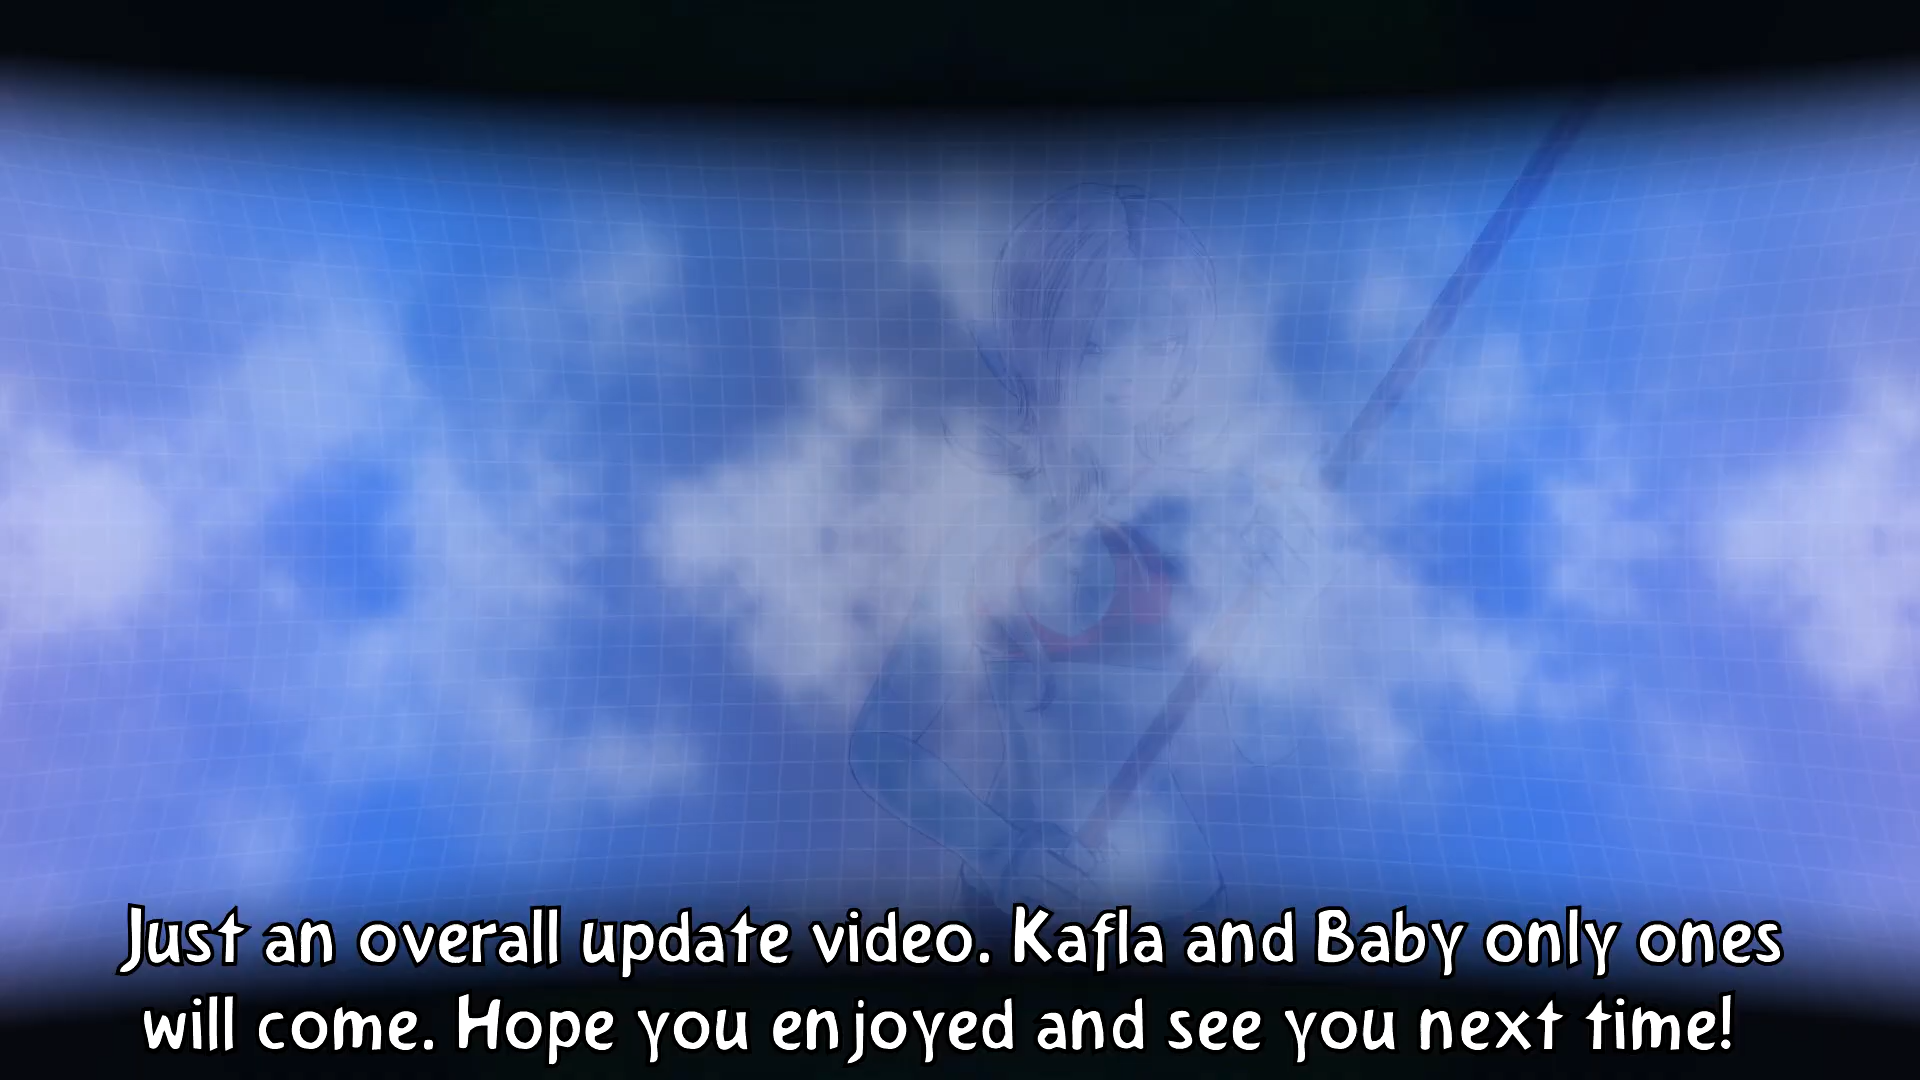 Just an overall update video. Kafla and Baby only ones
will come. Hope you enjoyed and see you next time!